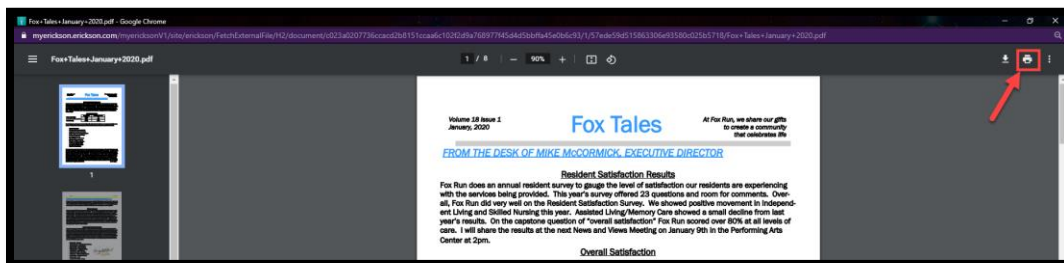 Fox+Tales+January+2020.pdf - Google Chrome
myerickson.erickson.com/myericksonV1/site/erickson/FetchExternalFile/H2/document/c023a0207736ccacd2b8151ccaa6c102f2d9a768977f45d4d5bbffa45e0b6c93/1/57ede59d515863306e93580c025b5718/Fox+Tales+January+2020.pdf
Fox+Tales+January+2020.pdf
1 / 8 90%
1
Volume 18 Issue 1
January, 2020
Fox Tales
At Fox Run, we share our gifts
to create a community
that celebrates life
FROM THE DESK OF MIKE McCORMICK, EXECUTIVE DIRECTOR
Resident Satisfaction Results
Fox Run does an annual resident survey to gauge the level of satisfaction our residents are experiencing
with the services being provided. This year's survey offered 23 questions and room for comments. Over-
all, Fox Run did very well on the Resident Satisfaction Survey. We showed positive movement in Independ-
ent Living and Skilled Nursing this year. Assisted Living/Memory Care showed a small decline from last
year's results. On the capstone question of "overall satisfaction" Fox Run scored over 80% at all levels of
care. I will share the results at the next News and Views Meeting on January 9th in the Performing Arts
Center at 2pm.
Overall Satisfaction